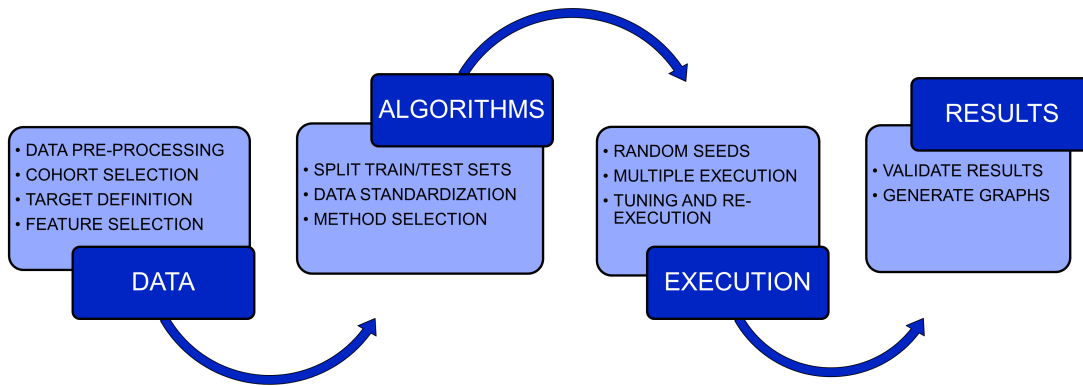 • DATA PRE-PROCESSING
• COHORT SELECTION
• TARGET DEFINITION
• FEATURE SELECTION
DATA
ALGORITHMS
• SPLIT TRAIN/TEST SETS
• DATA STANDARDIZATION
• METHOD SELECTION
• RANDOM SEEDS
• MULTIPLE EXECUTION
• TUNING AND RE-
EXECUTION
EXECUTION
RESULTS
• VALIDATE RESULTS
• GENERATE GRAPHS